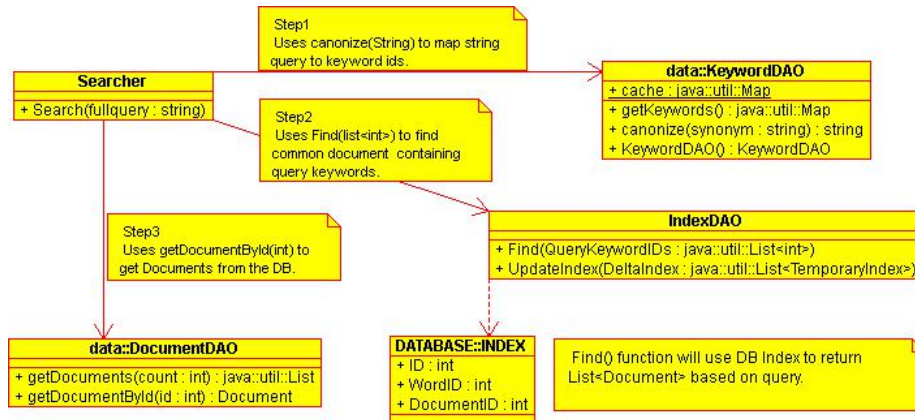 Step1
Uses canonize(String) to map string
query to keyword ids.
Searcher
+ Search(fullquery : string)
data::KeywordDAO
+ cache : java::util::Map
+ getKeywords() : java::util::Map
+ canonize(synonym : string) : string
+ KeywordDAO() : KeywordDAO
Step2
Uses Find(list<int>) to find
common document containing
query keywords.
IndexDAO
+ Find(QueryKeywordIDs : java::util::List<int>)
+ UpdateIndex(DeltaIndex : java::util::List<TemporaryIndex>)
Step3
Uses getDocumentById(int) to
get Documents from the DB.
data::DocumentDAO
+ getDocuments(count : int) : java::util::List
+ getDocumentById(id : int) : Document
DATABASE::INDEX
+ ID : int
+ WordID : int
+ DocumentID : int
Find() function will use DB Index to return
List<Document> based on query.